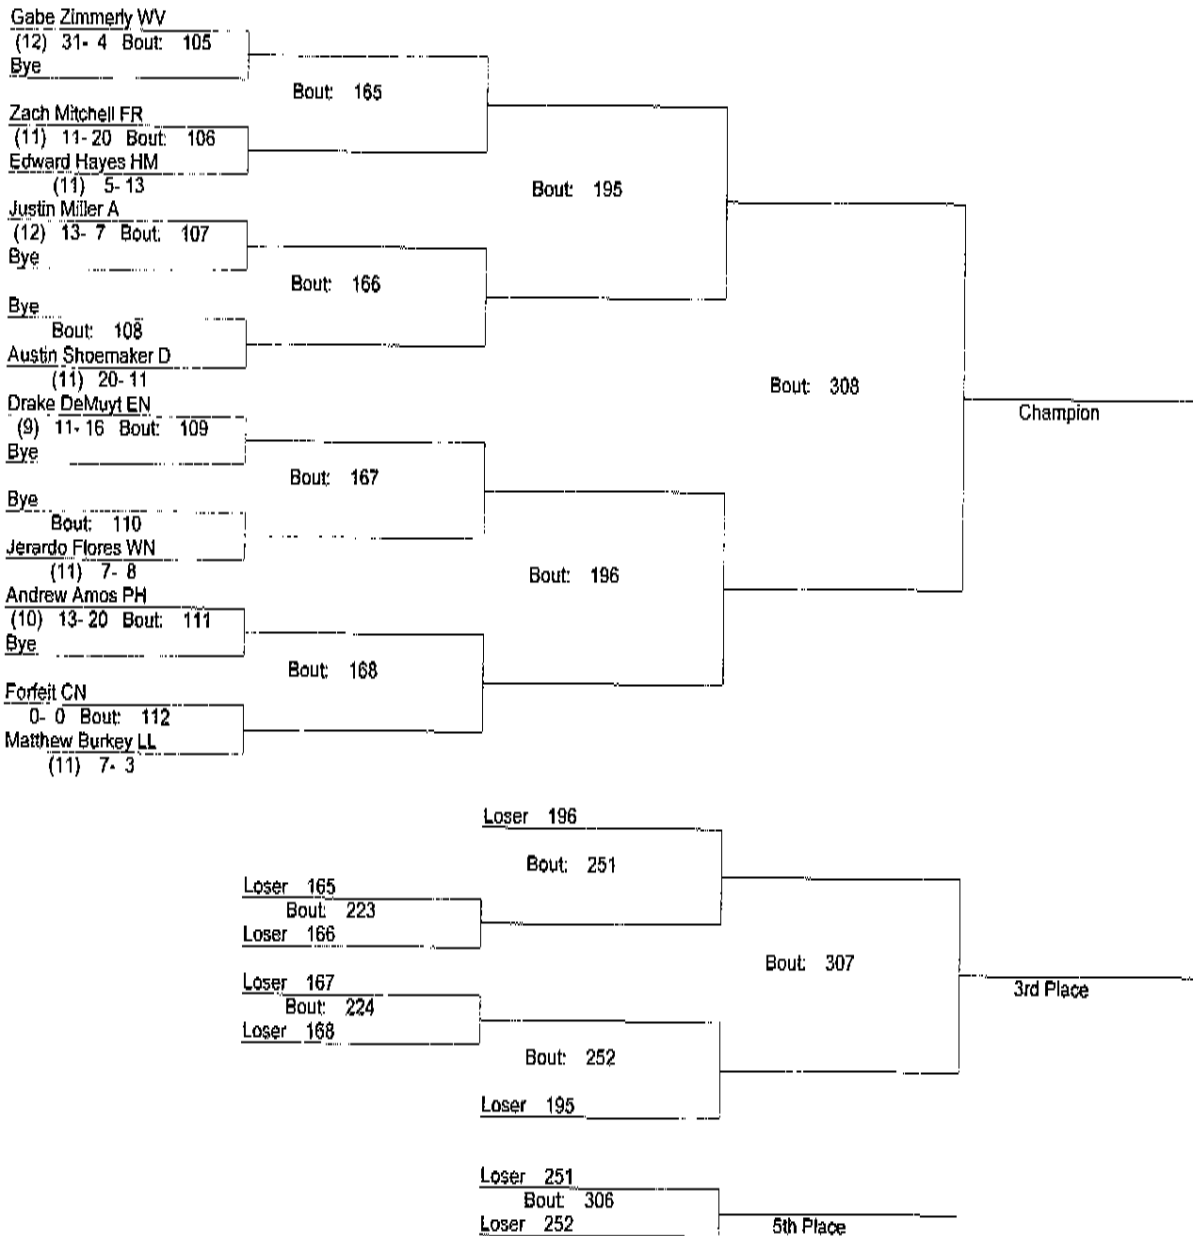 Gabe Zimmerly WV
(12) 31- 4 Bout: 105
Bye
Bout: 165
Zach Mitchell FR
(11) 11-20 Bout: 106
Edward Hayes HM
(11) 5-13
Bout: 195
Justin Miller A
(12) 13- 7 Bout: 107
Bye
Bout: 166
Bye
Bout: 108
Austin Shoemaker D
(11) 20-11
Bout: 308
Champion
Drake DeMuyt EN
(9) 11-16 Bout: 109
Bye
Bout: 167
Bye
Bout: 110
Jerardo Flores WN
(11) 7- 8
Bout: 196
Andrew Amos PH
(10) 13-20 Bout: 111
Bye
Bout: 168
Forfeit CN
0- 0 Bout: 112
Matthew Burkey LL
(11) 7- 3
Loser 196
Bout: 251
Loser 165
Bout: 223
Loser 166
Bout: 307
3rd Place
Loser 167
Bout: 224
Loser 168
Bout: 252
Loser 195
Loser 251
Bout: 306
Loser 252
5th Place